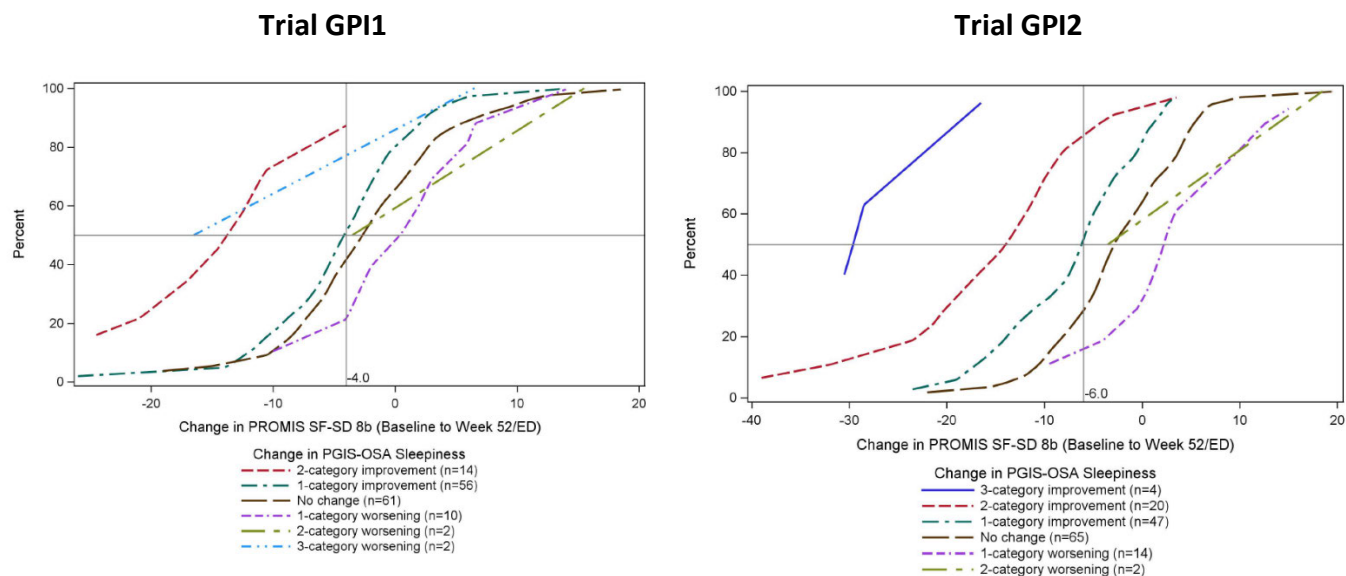 Trial GPI1
Trial GPI2
100
80
60
40
20
0
Percent
-4.0
-20
-10
0
10
20
Change in PROMIS SF-SD 8b (Baseline to Week 52/ED)
Change in PGIS-OSA Sleepiness
2-category improvement (n=14)
1-category improvement (n=56)
No change (n=61)
1-category worsening (n=10)
2-category worsening (n=2)
3-category worsening (n=2)
100
80
60
40
20
0
Percent
-6.0
-40
-30
-20
-10
0
10
20
Change in PROMIS SF-SD 8b (Baseline to Week 52/ED)
Change in PGIS-OSA Sleepiness
3-category improvement (n=4)
2-category improvement (n=20)
1-category improvement (n=47)
No change (n=65)
1-category worsening (n=14)
2-category worsening (n=2)